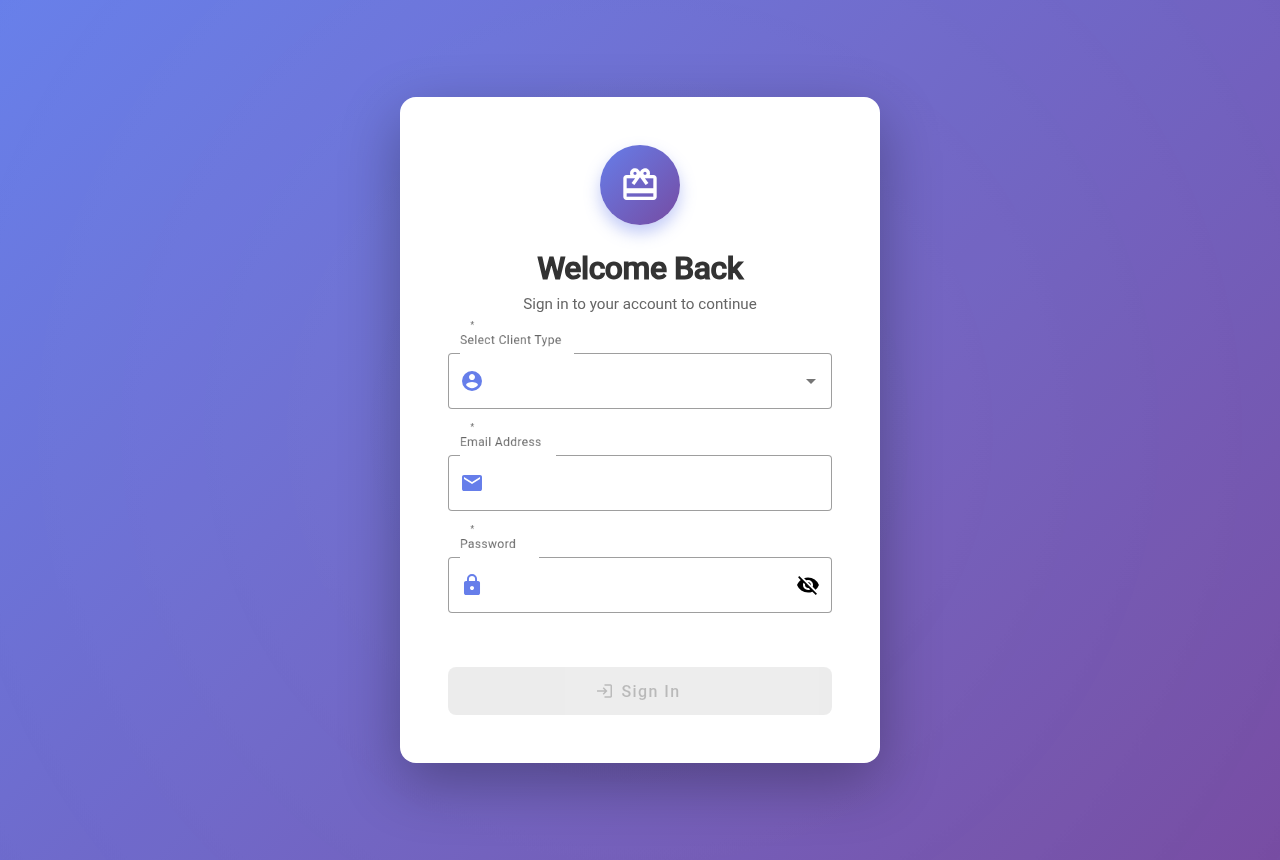 Welcome Back
Sign in to your account to continue
*
Select Client Type
*
Email Address
*
Password
Sign In